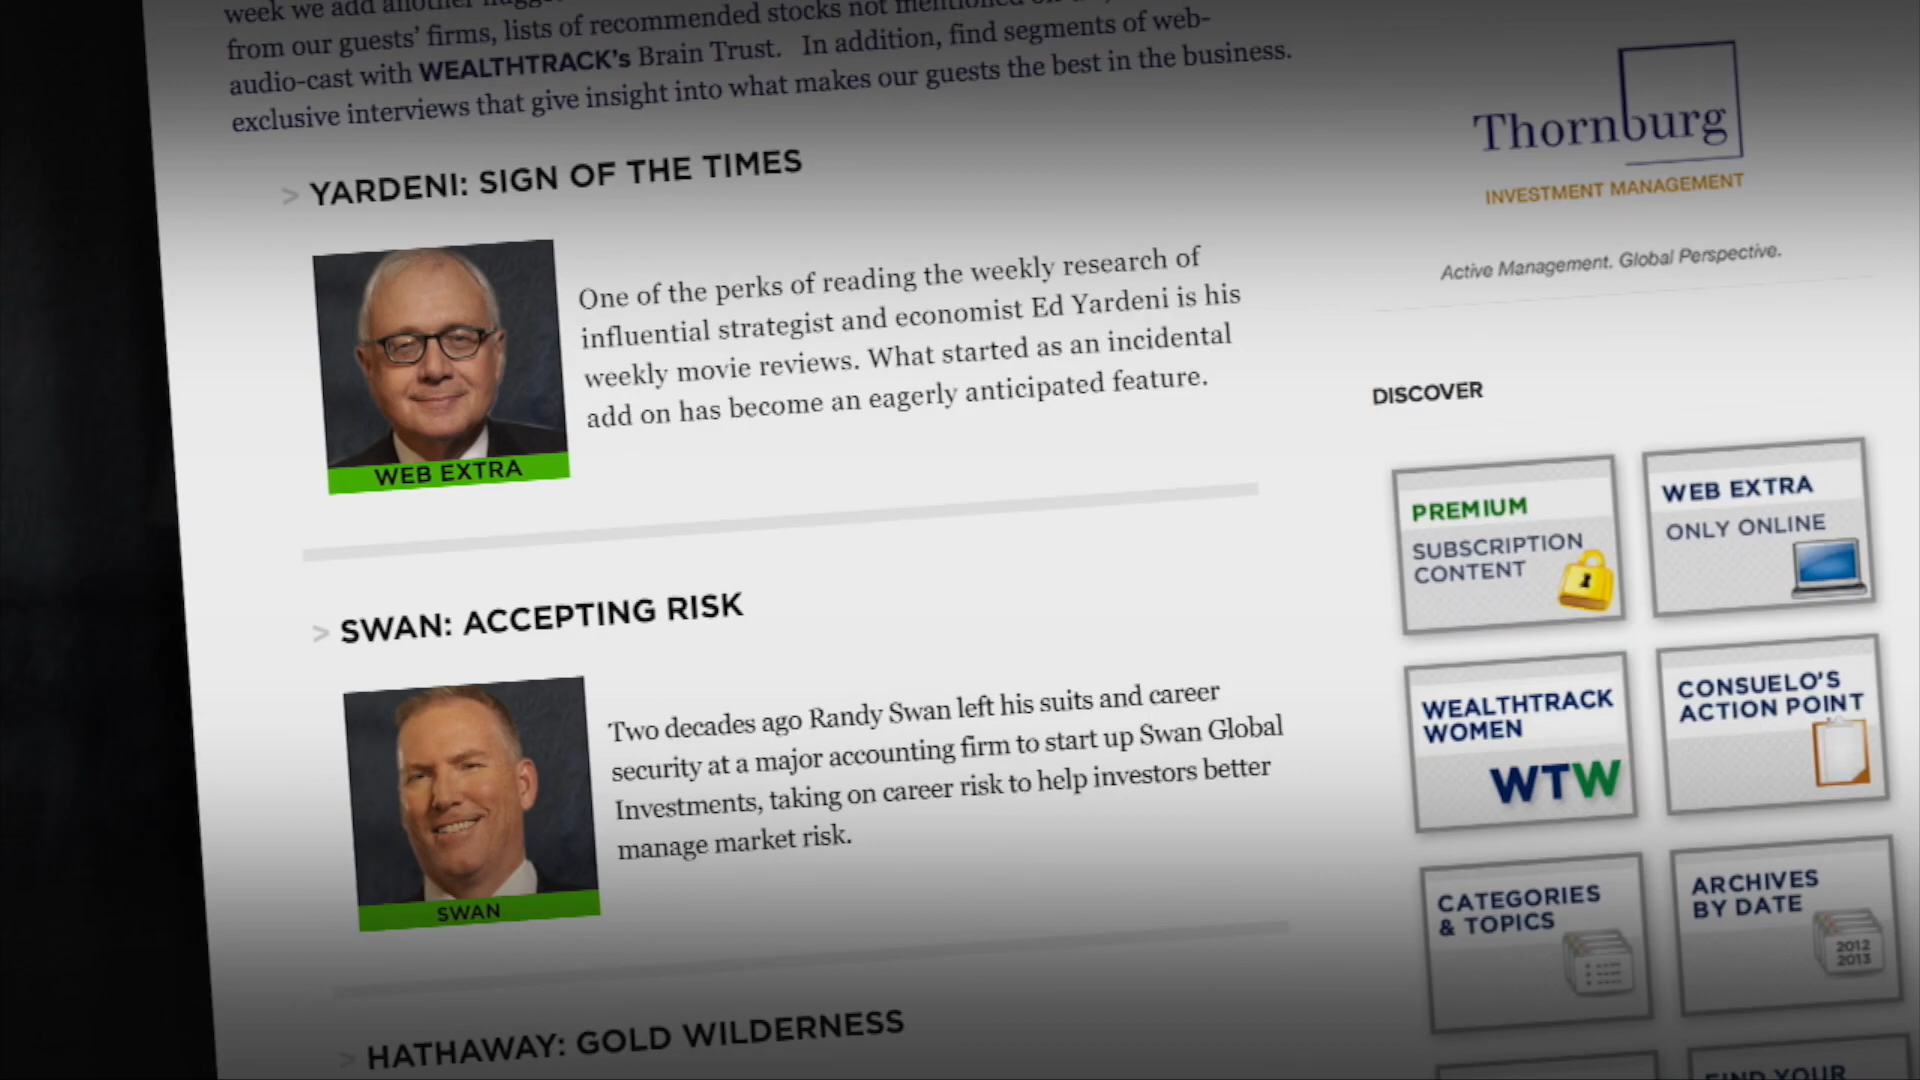 week we add another
from our guests' firms, lists of recommended stocks not mentioned
audio-cast with WEALTHTRACK's Brain Trust. In addition, find segments of web-
exclusive interviews that give insight into what makes our guests the best in the business.
> YARDENI: SIGN OF THE TIMES
One of the perks of reading the weekly research of
influential strategist and economist Ed Yardeni is his
weekly movie reviews. What started as an incidental
add on has become an eagerly anticipated feature.
WEB EXTRA
> SWAN: ACCEPTING RISK
Two decades ago Randy Swan left his suits and career
security at a major accounting firm to start up Swan Global
Investments, taking on career risk to help investors better
manage market risk.
SWAN
> HATHAWAY: GOLD WILDERNESS
Thornburg
INVESTMENT MANAGEMENT
Active Management. Global Perspective.
DISCOVER
PREMIUM
SUBSCRIPTION
CONTENT
WEB EXTRA
ONLY ONLINE
WEALTHTRACK
WOMEN
WTW
CONSUELO'S
ACTION POINT
CATEGORIES
& TOPICS
ARCHIVES
BY DATE
2012
2013
FIND YOUR